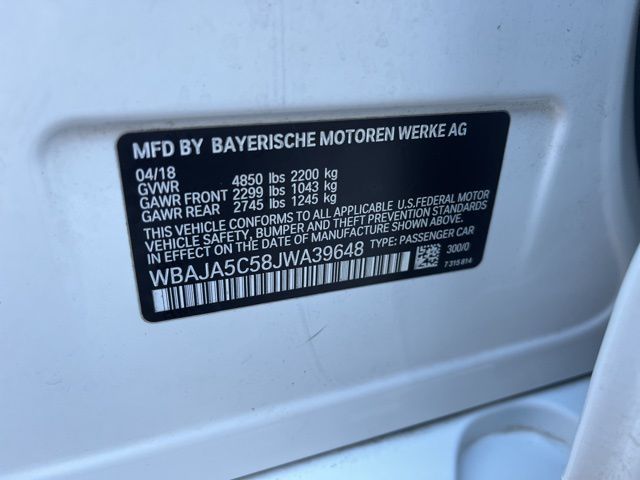 MFD BY BAYERISCHE MOTOREN WERKE AG
04/18
GVWR 4850 lbs 2200 kg
GAWR FRONT 2299 lbs 1043 kg
GAWR REAR 2745 lbs 1245 kg
THIS VEHICLE CONFORMS TO ALL APPLICABLE U.S.FEDERAL MOTOR
VEHICLE SAFETY, BUMPER, AND THEFT PREVENTION STANDARDS
IN EFFECT ON THE DATE OF MANUFACTURE SHOWN ABOVE.
WBAJA5C58JWA39648 TYPE: PASSENGER CAR
300/0
7 315 814